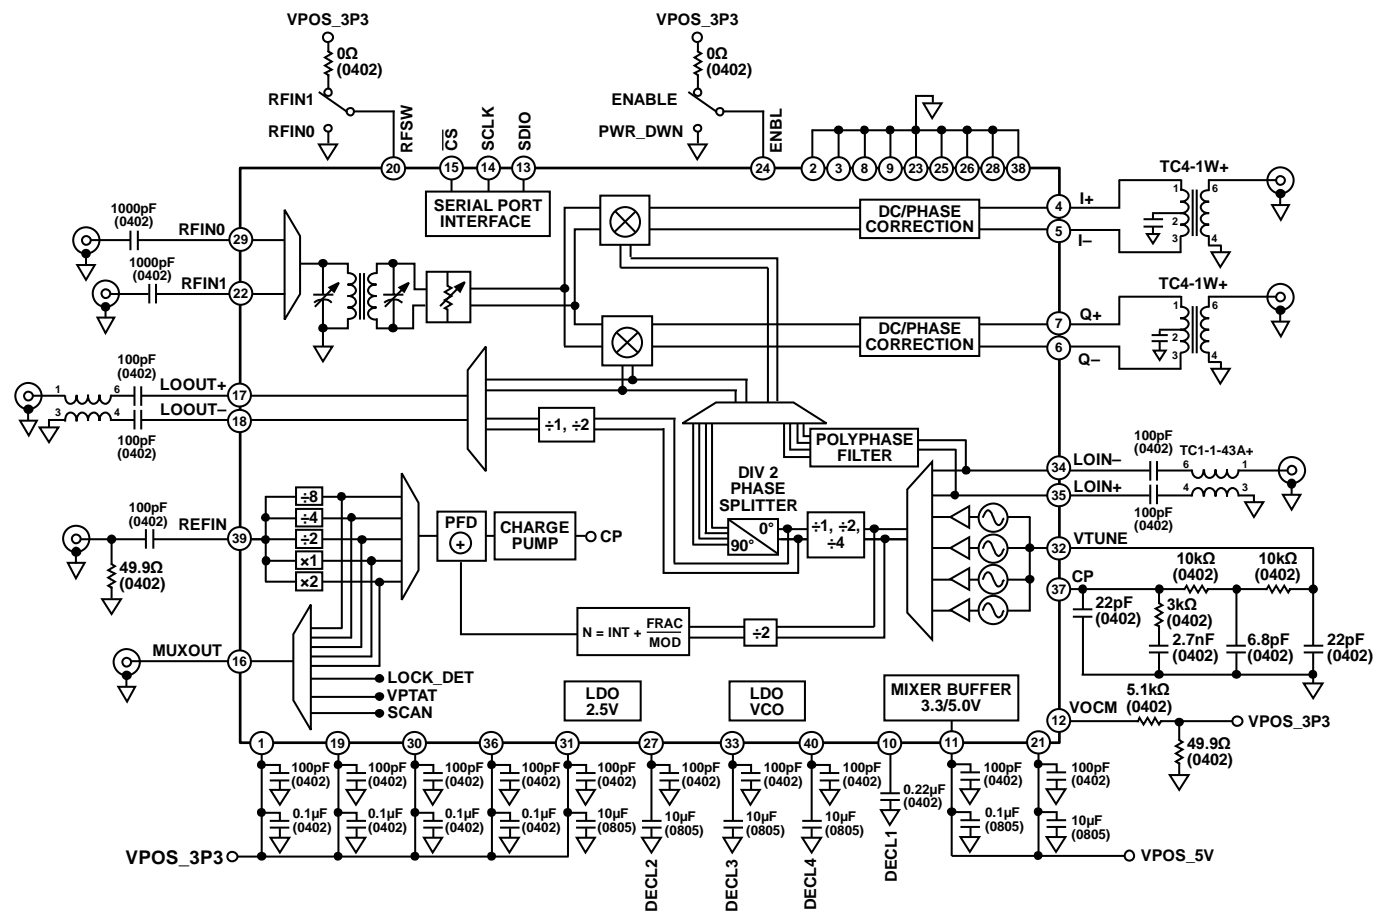 VPOS_3P3
0Ω
(0402)
RFIN1
RFIN0
RFSW
VPOS_3P3
0Ω
(0402)
ENABLE
PWR_DWN
ENBL
CS
SCLK
SDIO
20
15
14
13
24
2
3
8
9
23
25
26
28
38
SERIAL PORT
INTERFACE
1000pF
(0402)
RFIN0
29
1000pF
(0402)
RFIN1
22
DC/PHASE
CORRECTION
4
I+
5
I–
TC4-1W+
1
2
3
6
4
DC/PHASE
CORRECTION
7
Q+
6
Q–
TC4-1W+
1
2
3
6
4
100pF
(0402)
1
6
LOOUT+
17
3
4
LOOUT–
18
100pF
(0402)
÷1, ÷2
POLYPHASE
FILTER
DIV 2
PHASE
SPLITTER
0°
90°
÷1, ÷2,
÷4
34
LOIN–
100pF
(0402)
TC1-1-43A+
6
1
35
LOIN+
4
3
100pF
(0402)
100pF
(0402)
REFIN
39
49.9Ω
(0402)
÷8
÷4
÷2
×1
×2
PFD
+
CHARGE
PUMP
CP
32
VTUNE
37
CP
10kΩ
(0402)
10kΩ
(0402)
22pF
(0402)
3kΩ
(0402)
2.7nF
(0402)
6.8pF
(0402)
22pF
(0402)
N = INT + FRAC
MOD
÷2
MUXOUT
16
LOCK_DET
VPTAT
SCAN
LDO
2.5V
LDO
VCO
MIXER BUFFER
3.3/5.0V
12
VOCM
5.1kΩ
(0402)
VPOS_3P3
49.9Ω
(0402)
1
19
30
36
31
27
33
40
10
11
21
100pF
(0402)
100pF
(0402)
100pF
(0402)
100pF
(0402)
100pF
(0402)
100pF
(0402)
100pF
(0402)
100pF
(0402)
0.22µF
(0402)
100pF
(0402)
100pF
(0402)
0.1µF
(0402)
0.1µF
(0402)
0.1µF
(0402)
0.1µF
(0402)
10µF
(0805)
10µF
(0805)
10µF
(0805)
10µF
(0805)
0.1µF
(0805)
10µF
(0805)
VPOS_3P3
DECL2
DECL3
DECL4
DECL1
VPOS_5V